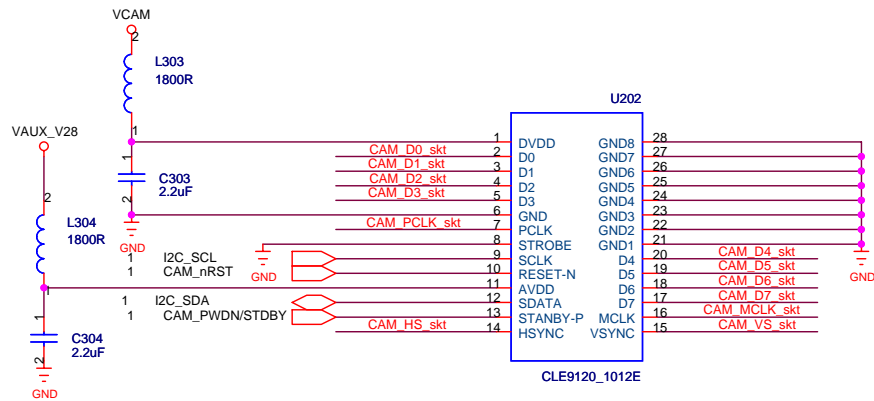 VCAM
2
L303
1800R
1
VAUX_V28
2
L304
1800R
1
C303
2.2uF
2
GND
1
C304
2.2uF
2
GND
U202
CLE9120_1012E
1 DVDD GND8 28
CAM_D0_skt 2 D0 GND7 27
CAM_D1_skt 3 D1 GND6 26
CAM_D2_skt 4 D2 GND5 25
CAM_D3_skt 5 D3 GND4 24
6 GND GND3 23
CAM_PCLK_skt 7 PCLK GND2 22
GND 8 STROBE GND1 21 GND
1 I2C_SCL 9 SCLK D4 20 CAM_D4_skt
1 CAM_nRST 10 RESET-N D5 19 CAM_D5_skt
1 11 AVDD D6 18 CAM_D6_skt
1 I2C_SDA 12 SDATA D7 17 CAM_D7_skt
1 CAM_PWDN/STDBY 13 STANBY-P MCLK 16 CAM_MCLK_skt
CAM_HS_skt 14 HSYNC VSYNC 15 CAM_VS_skt